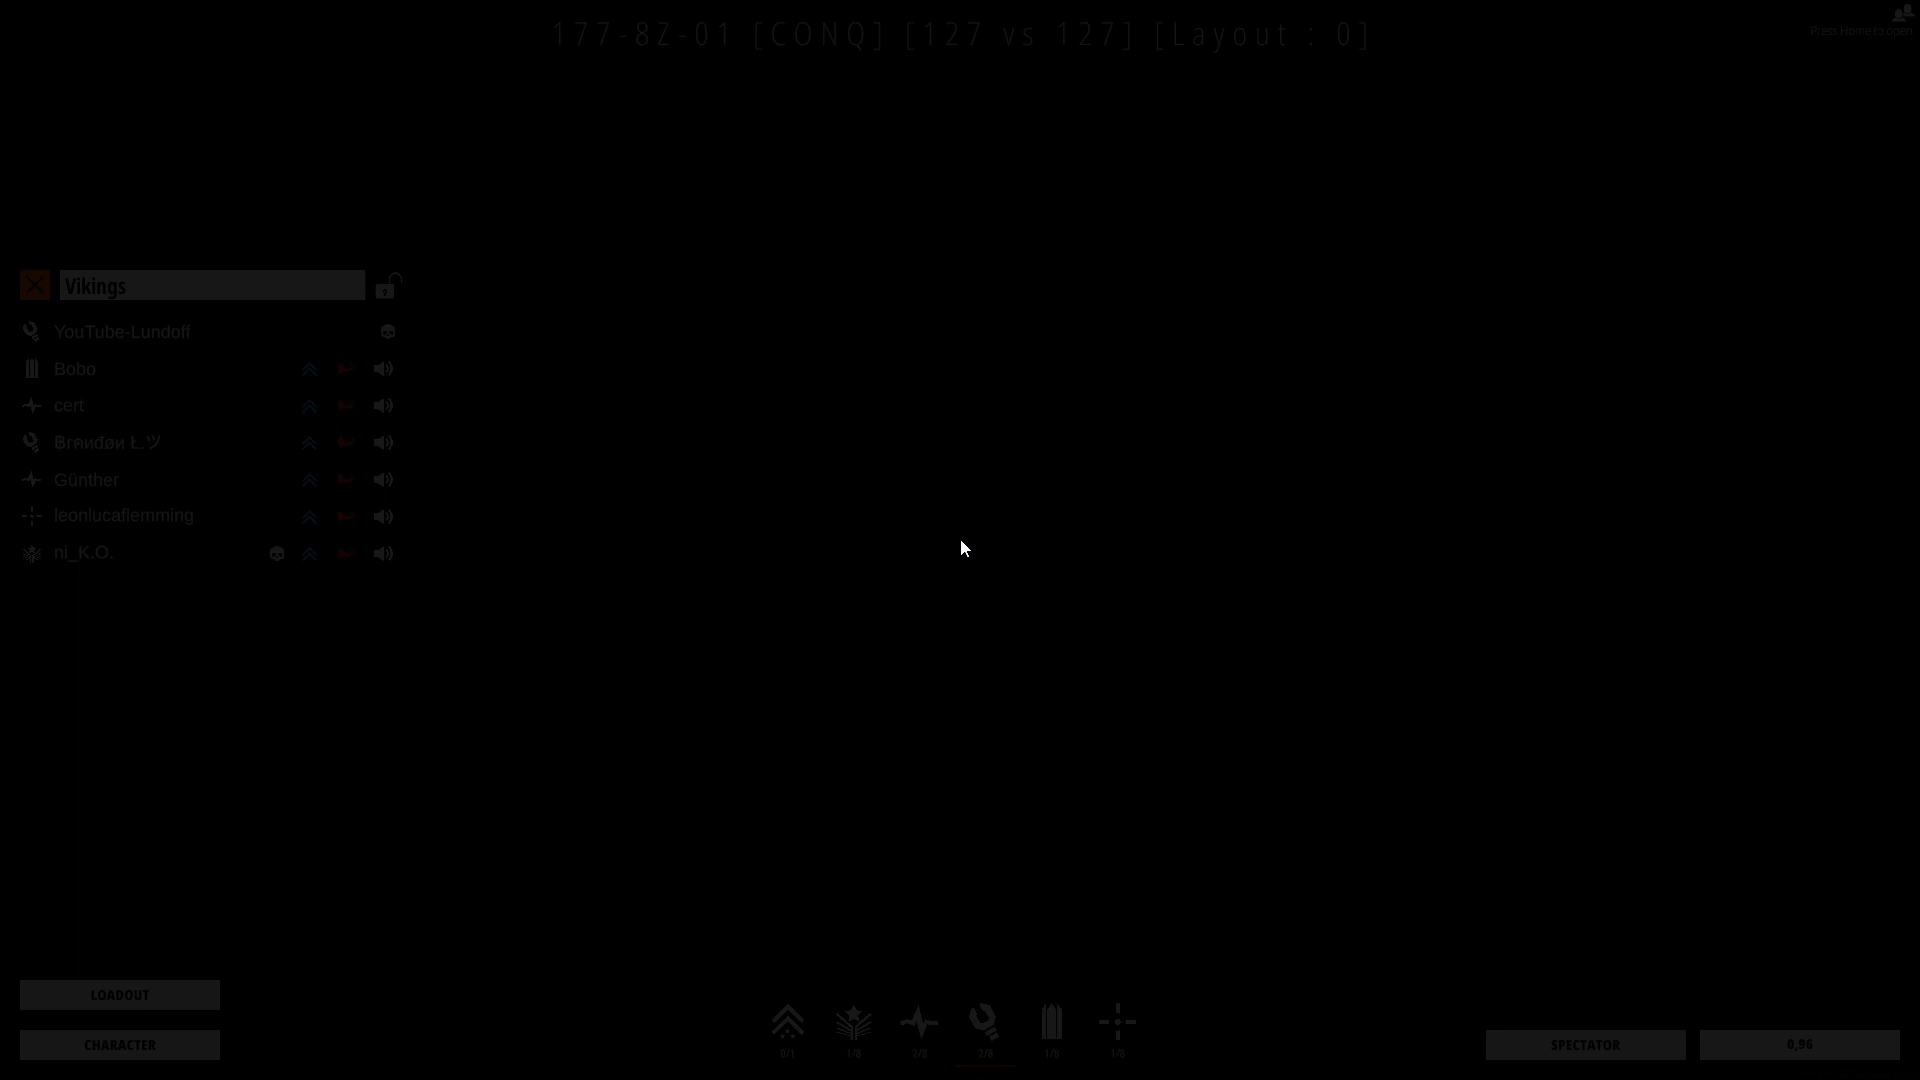 177-8Z-01 [CONQ] [127 vs 127] [Layout : 0]
Press Home to open
Vikings
YouTube-Lundoff
Bobo
cert
Günther
leonlucaflemming
ni_K.O.
LOADOUT
CHARACTER
0/1 1/8 2/8 2/8 1/8 1/8
SPECTATOR
0,96